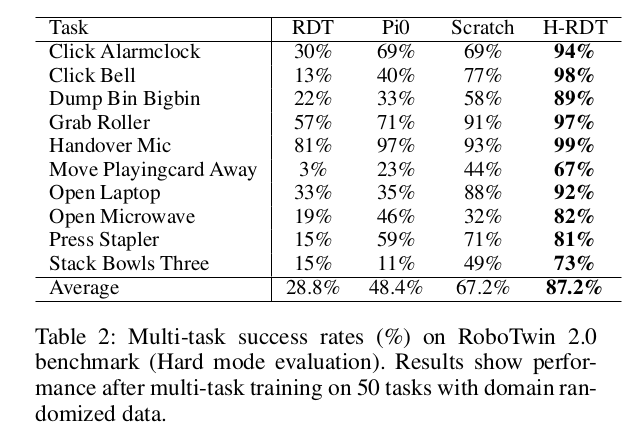 Task RDT Pi0 Scratch H-RDT
Click Alarmclock 30% 69% 69% 94%
Click Bell 13% 40% 77% 98%
Dump Bin Bigbin 22% 33% 58% 89%
Grab Roller 57% 71% 91% 97%
Handover Mic 81% 97% 93% 99%
Move Playingcard Away 3% 23% 44% 67%
Open Laptop 33% 35% 88% 92%
Open Microwave 19% 46% 32% 82%
Press Stapler 15% 59% 71% 81%
Stack Bowls Three 15% 11% 49% 73%
Average 28.8% 48.4% 67.2% 87.2%
Table 2: Multi-task success rates (%) on RoboTwin 2.0
benchmark (Hard mode evaluation). Results show perfor-
mance after multi-task training on 50 tasks with domain ran-
domized data.